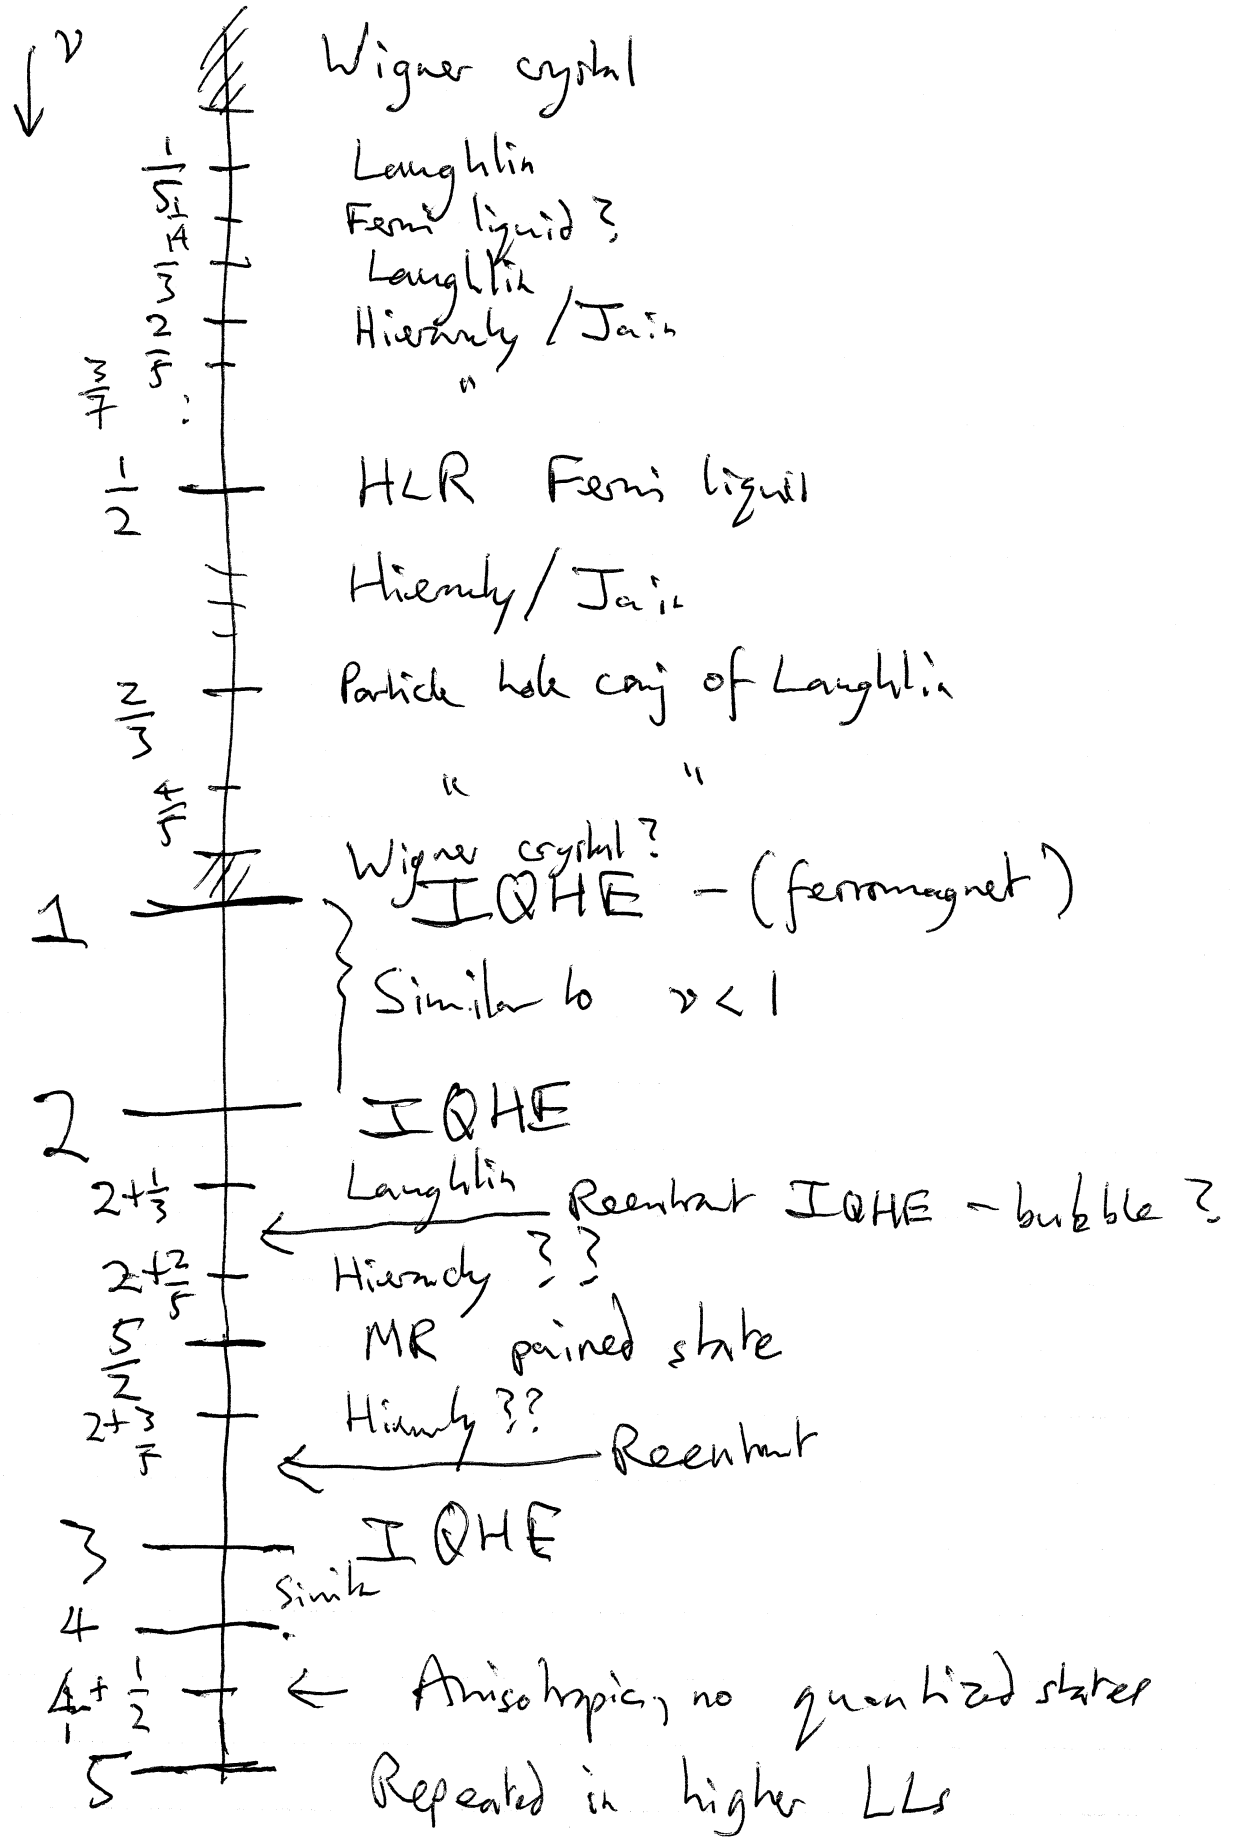 ν Wigner crystal
1/5 Laughlin
1/4 Fermi liquid?
1/3 Laughlin
2/5 Hierarchy / Jain
3/7 "
:
1/2 HLR Fermi liquid
Hierarchy / Jain
2/3 Particle hole conj of Laughlin
4/5 " "
Wigner crystal?
1 IQHE - (ferromagnet)
Similar to ν < 1
2 IQHE
2+1/3 Laughlin
Reentrant IQHE - bubble?
2+2/5 Hierarchy ??
5/2 MR paired state
2+3/5 Hierarchy ??
Reentrant
3 IQHE
Similar
4
4+1/2 ← Anisotropic, no quantized states
5 Repeated in higher LLs